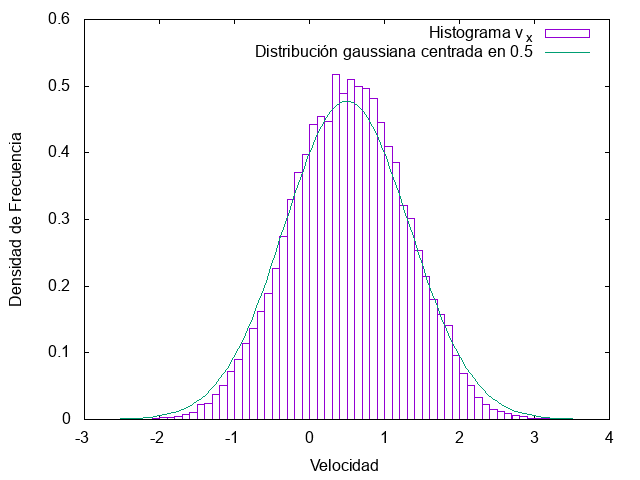 Histograma vx
Distribución gaussiana centrada en 0.5
Densidad de Frecuencia
0.6
0.5
0.4
0.3
0.2
0.1
0
-3 -2 -1 0 1 2 3 4
Velocidad